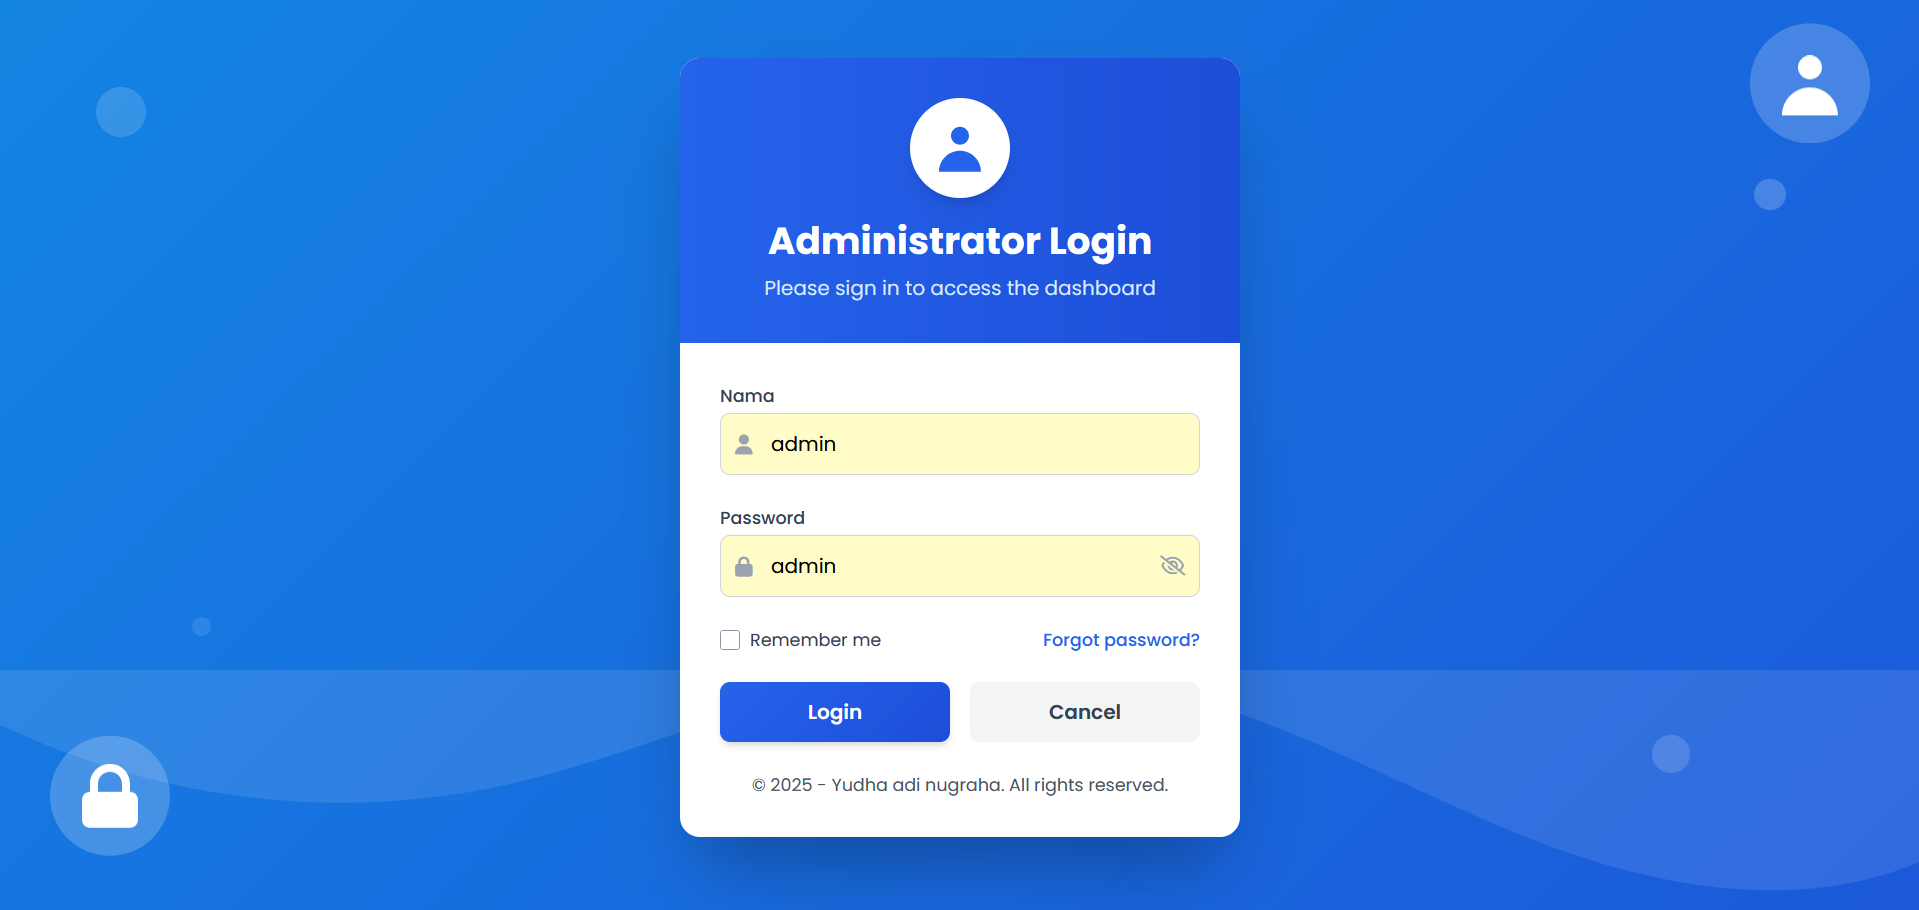 Administrator Login
Please sign in to access the dashboard
Nama
admin
Password
admin
Remember me
Forgot password?
Login
Cancel
© 2025 - Yudha adi nugraha. All rights reserved.